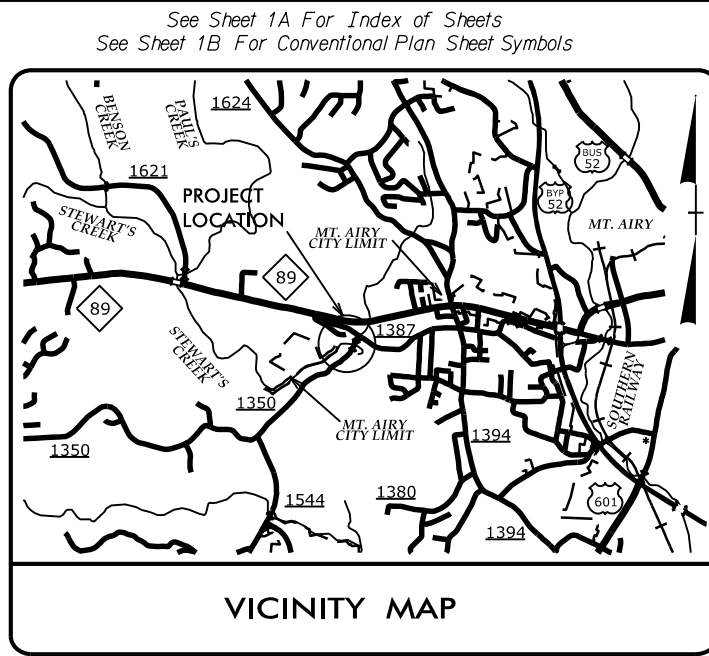 See Sheet 1A For Index of Sheets
See Sheet 1B For Conventional Plan Sheet Symbols
BENSON
CREEK
PAUL'S
CREEK
1624
1621
BUS
52
PROJECT
LOCATION
BYP
52
STEWART'S
CREEK
MT. AIRY
CITY LIMIT
MT. AIRY
89
89
1387
STEWART'S
CREEK
SOUTHERN
RAILWAY
1350
MT. AIRY
CITY LIMIT
1394
*
1350
1544
1380
601
1394
VICINITY MAP